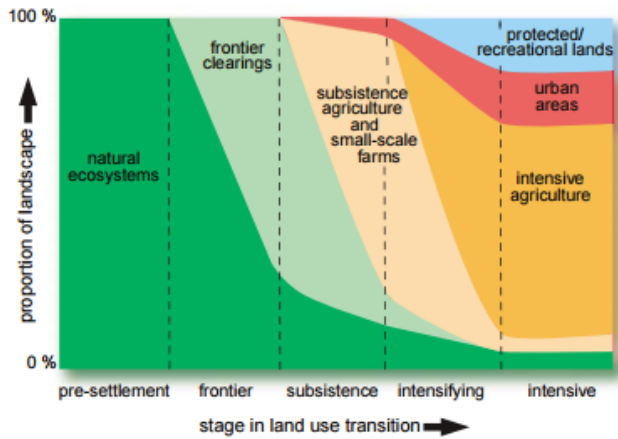 100 %
protected/
recreational lands
frontier
clearings
urban
areas
subsistence
agriculture
and
small-scale
farms
natural
ecosystems
intensive
agriculture
proportion of landscape
0 %
pre-settlement
frontier
subsistence
intensifying
intensive
stage in land use transition